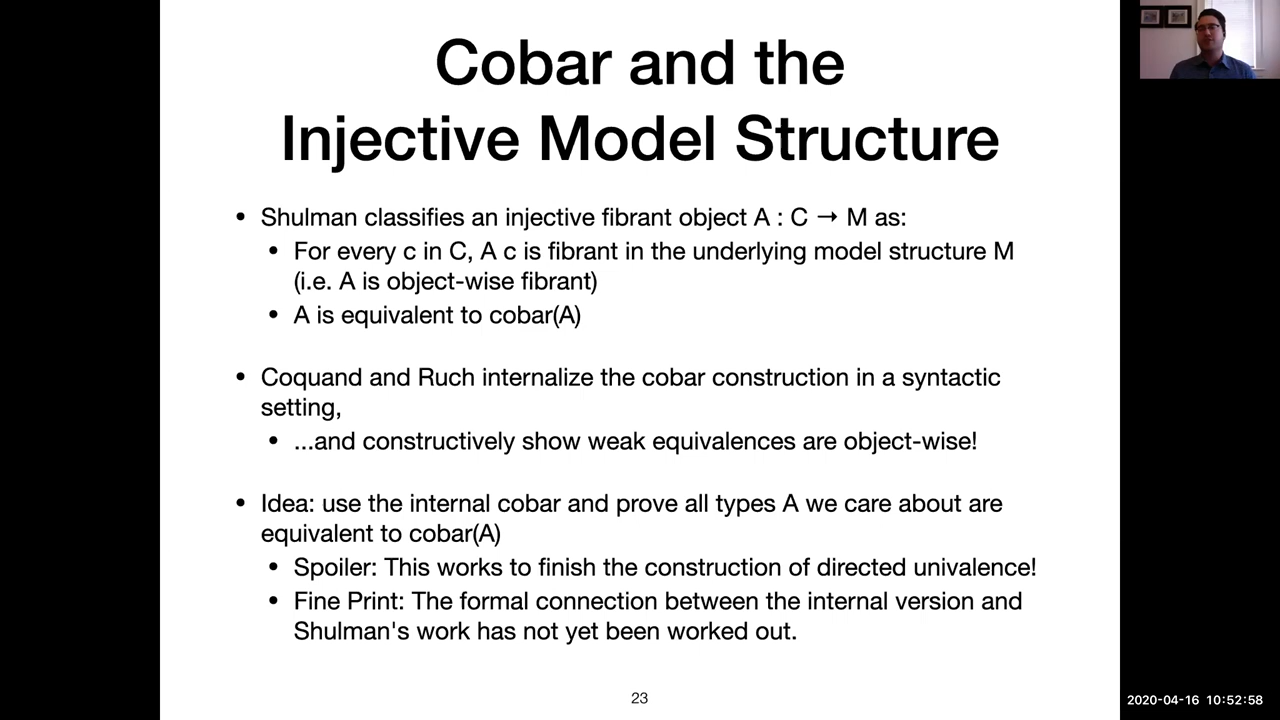 Cobar and the
Injective Model Structure
• Shulman classifies an injective fibrant object A : C → M as:
• For every c in C, A c is fibrant in the underlying model structure M
(i.e. A is object-wise fibrant)
• A is equivalent to cobar(A)
• Coquand and Ruch internalize the cobar construction in a syntactic
setting,
• ...and constructively show weak equivalences are object-wise!
• Idea: use the internal cobar and prove all types A we care about are
equivalent to cobar(A)
• Spoiler: This works to finish the construction of directed univalence!
• Fine Print: The formal connection between the internal version and
Shulman's work has not yet been worked out.
23
2020-04-16 10:52:58